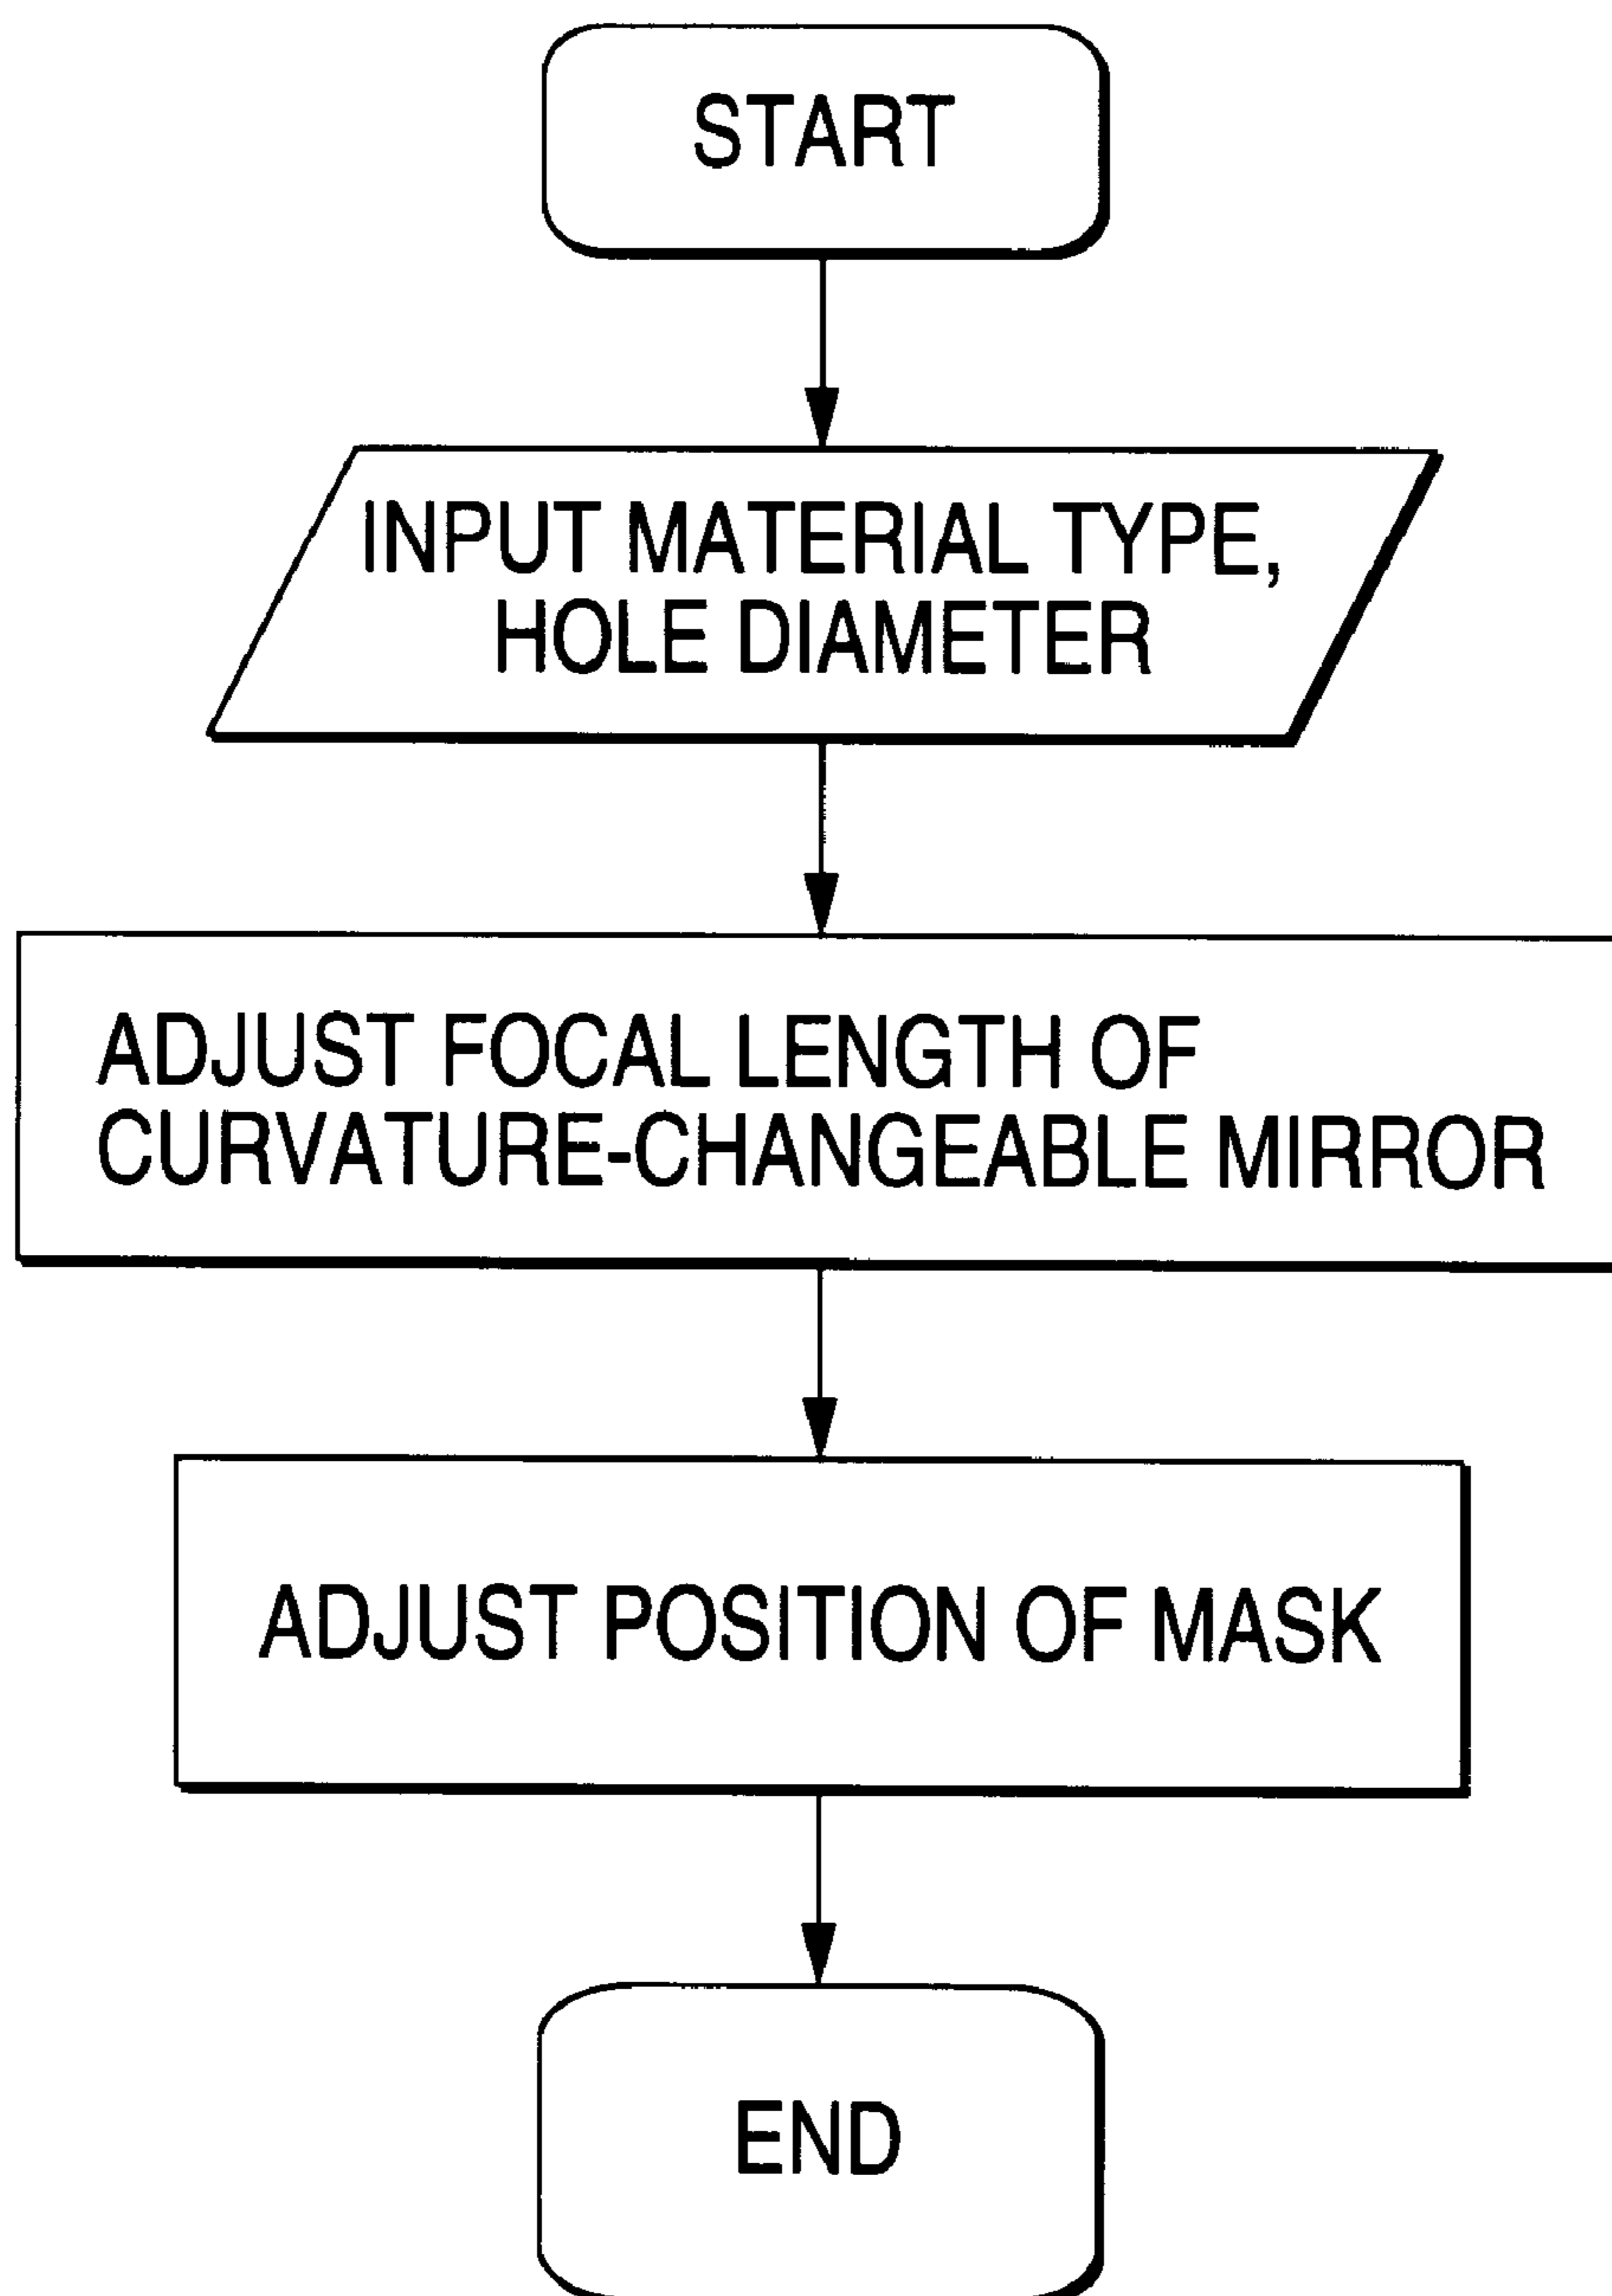 START
INPUT MATERIAL TYPE,
HOLE DIAMETER
ADJUST FOCAL LENGTH OF
CURVATURE-CHANGEABLE MIRROR
ADJUST POSITION OF MASK
END